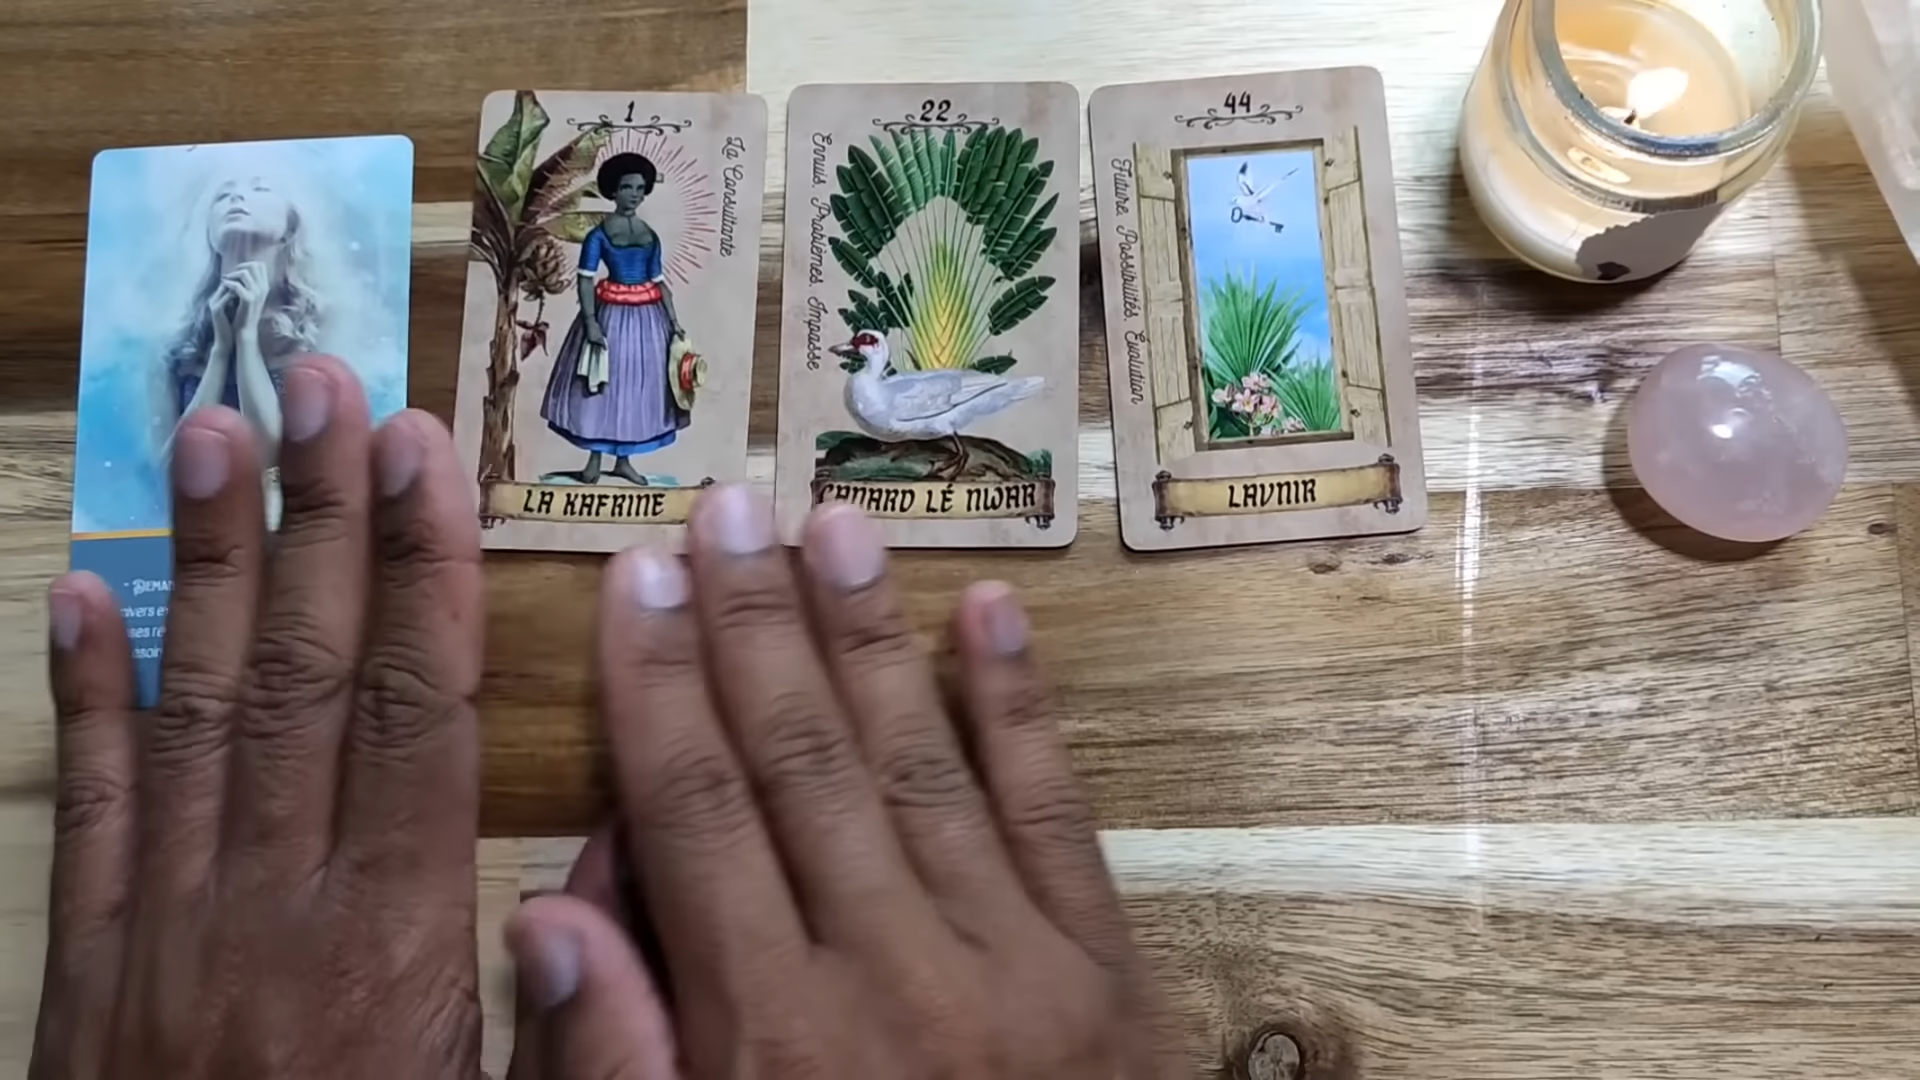 1
La Consultante
LA KAFRINE
22
Ennuis, Problèmes, Impasse
CANARD LÉ NWAR
44
Future, Possibilités, Évolution
LAVNIR